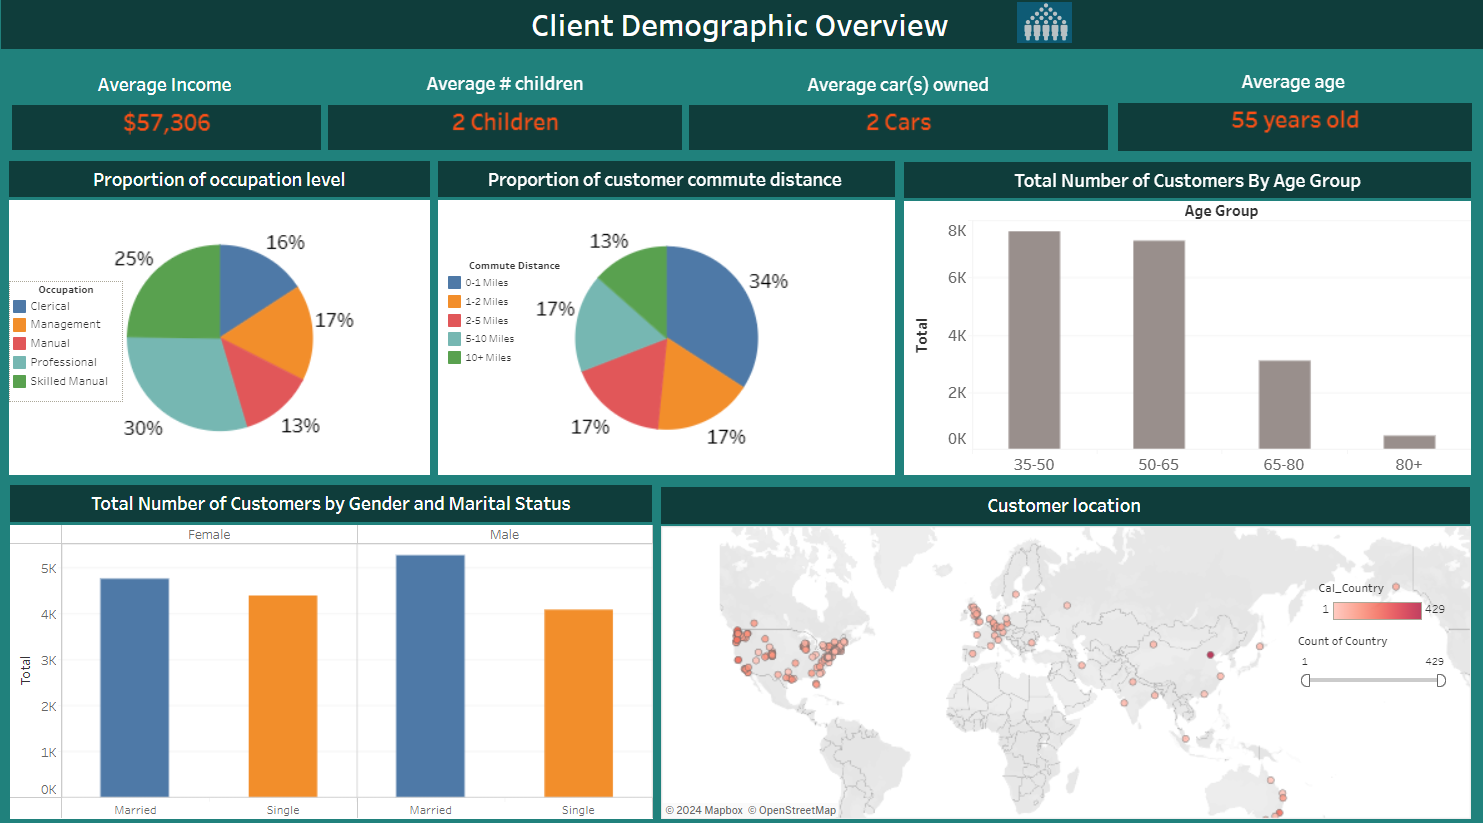 Client Demographic Overview
Average Income
Average # children
Average car(s) owned
Average age
$57,306
2 Children
2 Cars
55 years old
Proportion of occupation level
25%
16%
17%
13%
30%
Occupation
Clerical
Management
Manual
Professional
Skilled Manual
Proportion of customer commute distance
13%
34%
17%
17%
17%
Commute Distance
0-1 Miles
1-2 Miles
2-5 Miles
5-10 Miles
10+ Miles
Total Number of Customers By Age Group
Age Group
Total
8K
6K
4K
2K
0K
35-50
50-65
65-80
80+
Total Number of Customers by Gender and Marital Status
Female
Male
Total
5K
4K
3K
2K
1K
0K
Married
Single
Married
Single
Customer location
Cal_Country
1
429
Count of Country
1
429
© 2024 Mapbox © OpenStreetMap